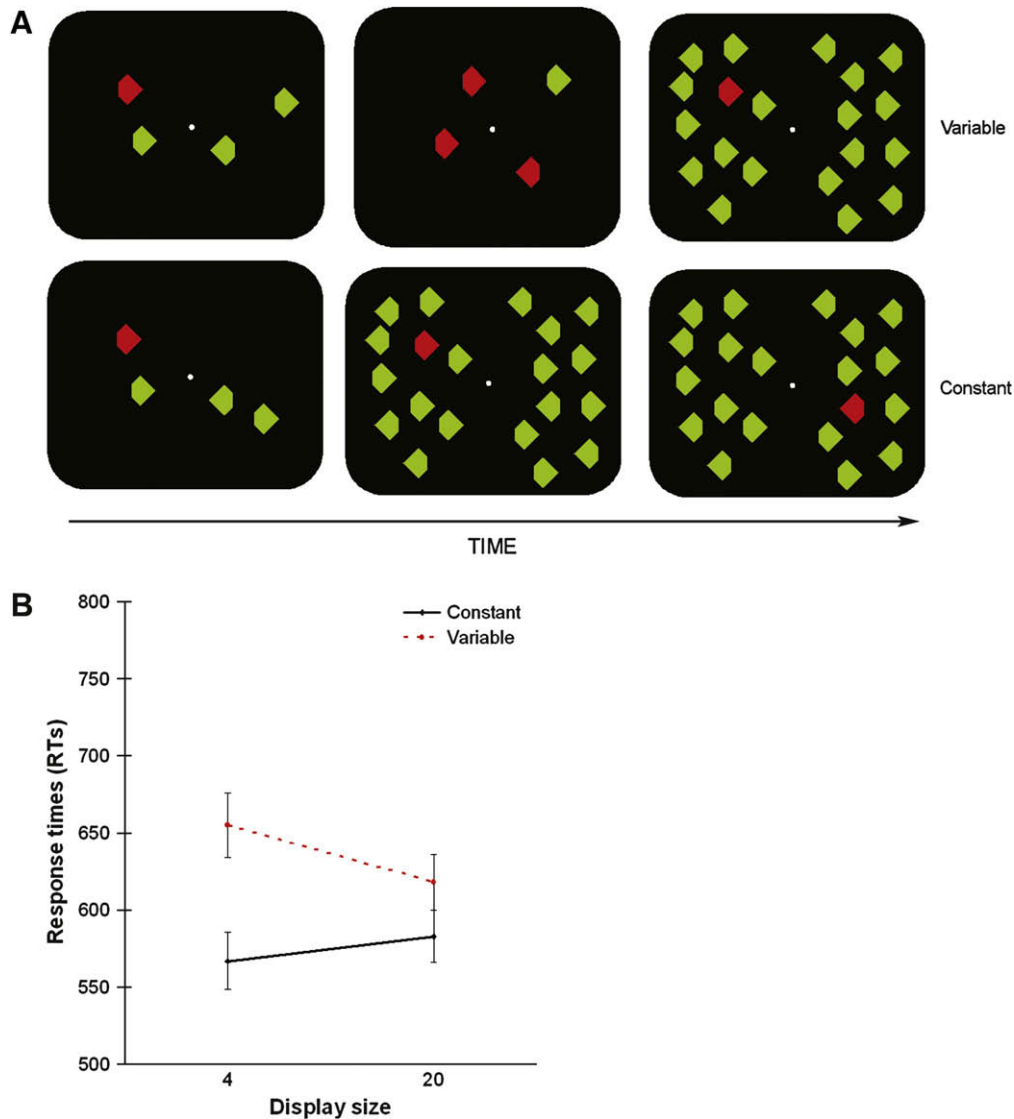 A
Variable
Constant
TIME
B
800
750
700
650
600
550
500
Response times (RTs)
Constant
Variable
4
20
Display size